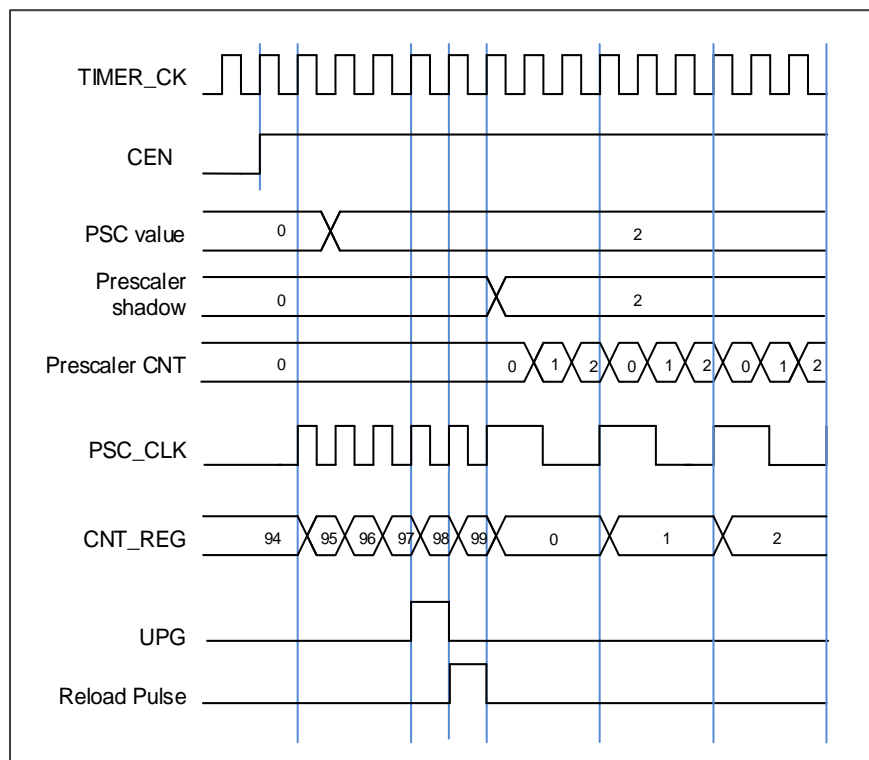 TIMER_CK
CEN
PSC value 0 2
Prescaler
shadow 0 2
Prescaler CNT 0 0 1 2 0 1 2 0 1 2
PSC_CLK
CNT_REG 94 95 96 97 98 99 0 1 2
UPG
Reload Pulse